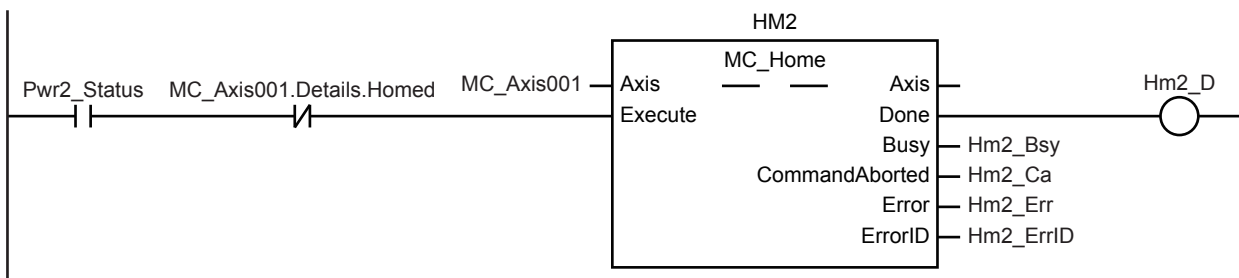 HM2
MC_Home
Pwr2_Status MC_Axis001.Details.Homed MC_Axis001 Axis Axis Hm2_D
Execute Done
Busy Hm2_Bsy
CommandAborted Hm2_Ca
Error Hm2_Err
ErrorID Hm2_ErrID